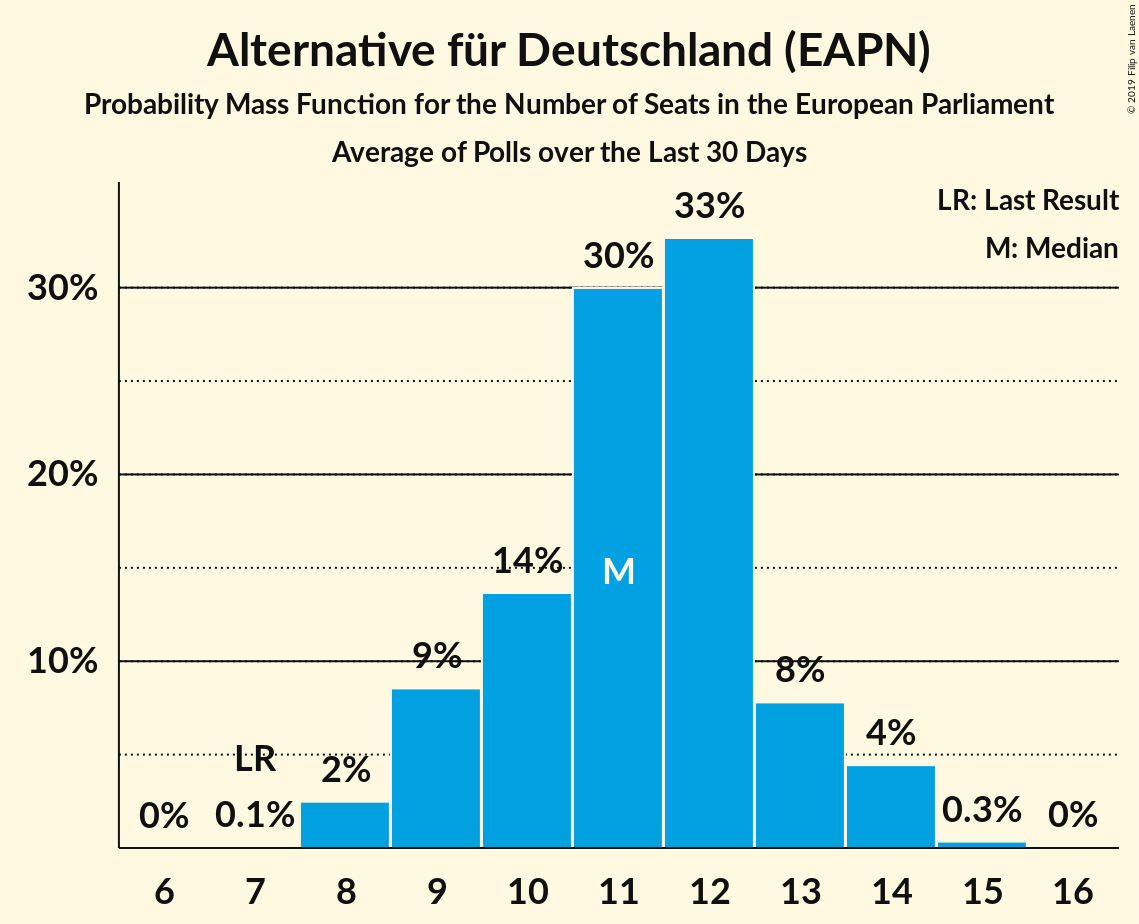 © 2019 Filip van Laenen
Alternative für Deutschland (EAPN)
Probability Mass Function for the Number of Seats in the European Parliament
Average of Polls over the Last 30 Days
LR: Last Result
M: Median
33%
30%
30%
20%
14%
M
10%
9%
8%
4%
LR
2%
0%
0.1%
0.3%
0%
6 7 8 9 10 11 12 13 14 15 16